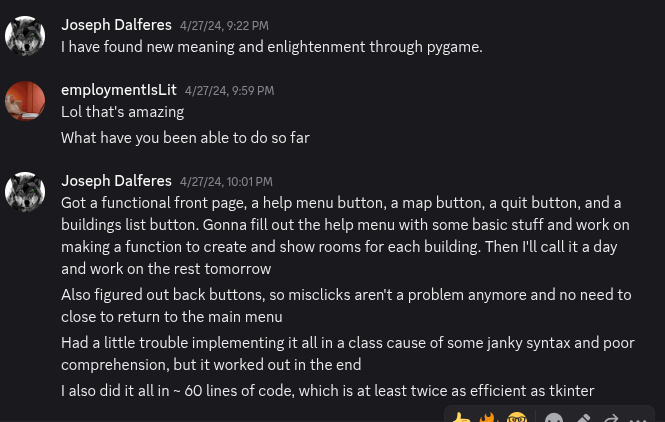 Joseph Dalferes 4/27/24, 9:22 PM
I have found new meaning and enlightenment through pygame.
employmentIsLit 4/27/24, 9:59 PM
Lol that's amazing
What have you been able to do so far
Joseph Dalferes 4/27/24, 10:01 PM
Got a functional front page, a help menu button, a map button, a quit button, and a
buildings list button. Gonna fill out the help menu with some basic stuff and work on
making a function to create and show rooms for each building. Then I'll call it a day
and work on the rest tomorrow
Also figured out back buttons, so misclicks aren't a problem anymore and no need to
close to return to the main menu
Had a little trouble implementing it all in a class cause of some janky syntax and poor
comprehension, but it worked out in the end
I also did it all in ~ 60 lines of code, which is at least twice as efficient as tkinter